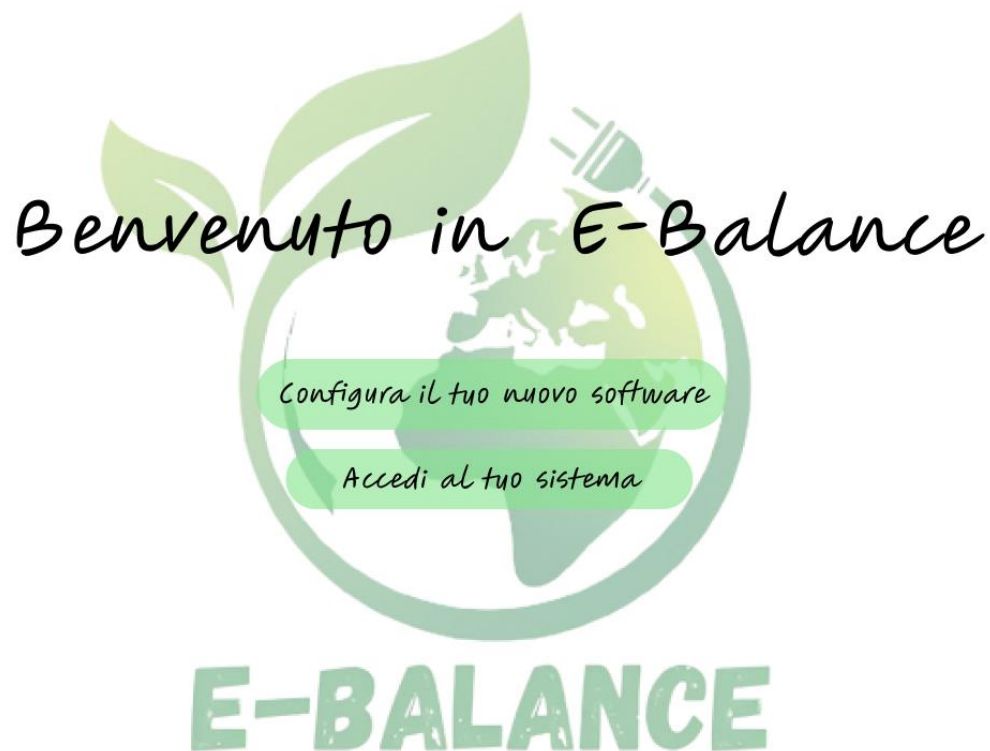 Benvenuto in E-Balance
Configura il tuo nuovo software
Accedi al tuo sistema
E-BALANCE